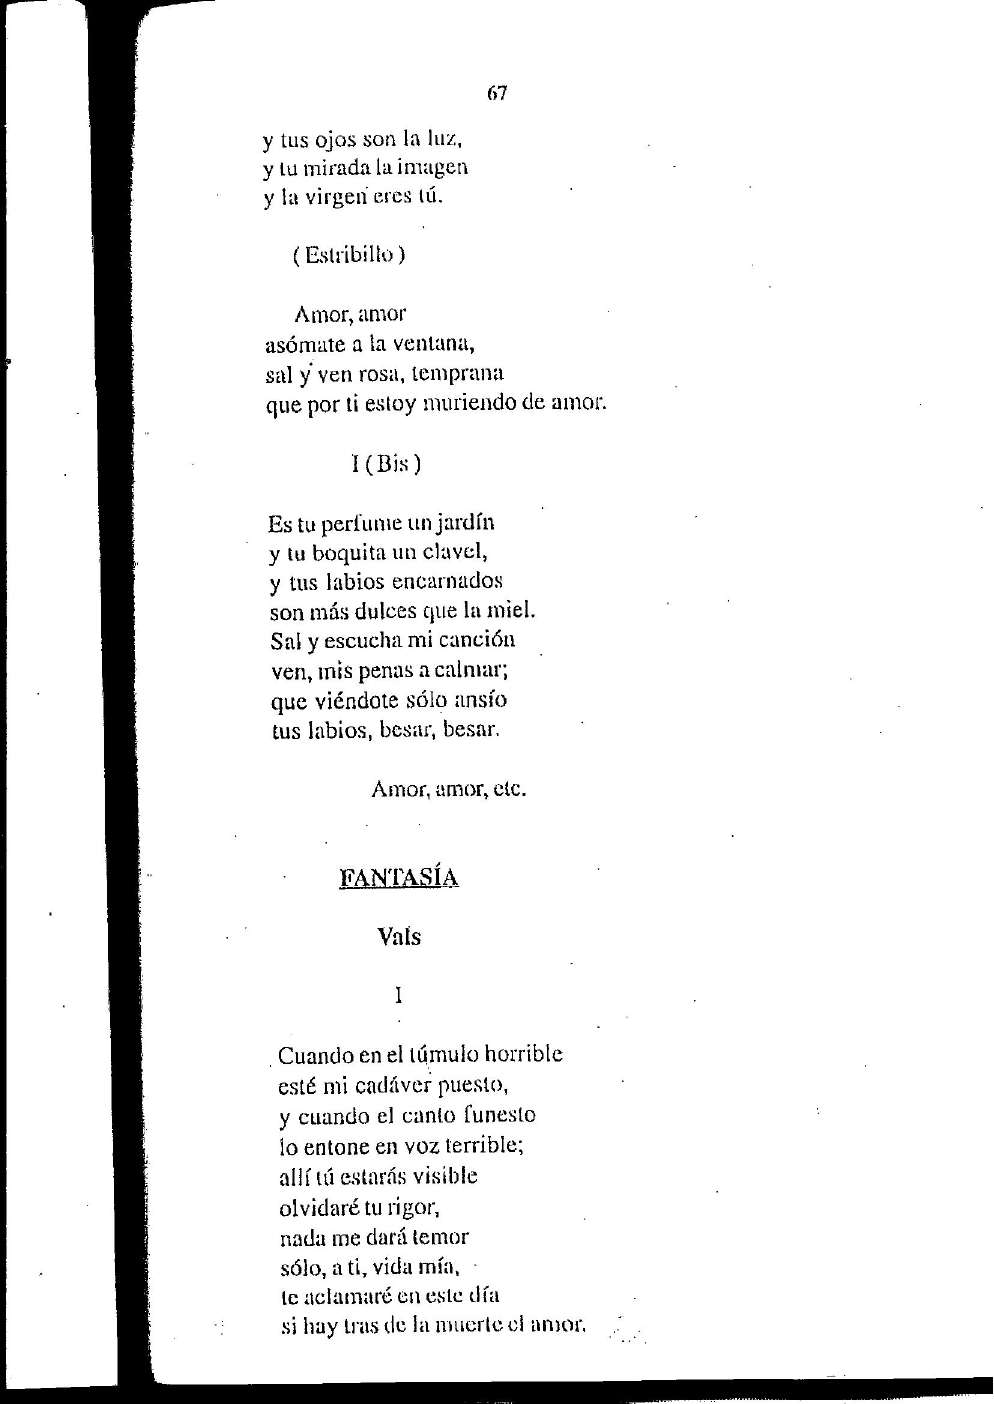 67
y tus ojos son la luz,
y tu mirada la imagen
y la virgen eres tú.
( Estribillo )
Amor, amor
asómate a la ventana,
sal y ven rosa, temprana
que por ti estoy muriendo de amor.
I ( Bis )
Es tu perfume un jardín
y tu boquita un clavel,
y tus labios encarnados
son más dulces que la miel.
Sal y escucha mi canción
ven, mis penas a calmar;
que viéndote sólo ansío
tus labios, besar, besar.
Amor, amor, etc.
FANTASÍA
Vals
I
Cuando en el túmulo horrible
esté mi cadáver puesto,
y cuando el canto funesto
lo entone en voz terrible;
allí tú estarás visible
olvidaré tu rigor,
nada me dará temor
sólo, a ti, vida mía,
te aclamaré en este día
si hay tras de la muerte el amor.